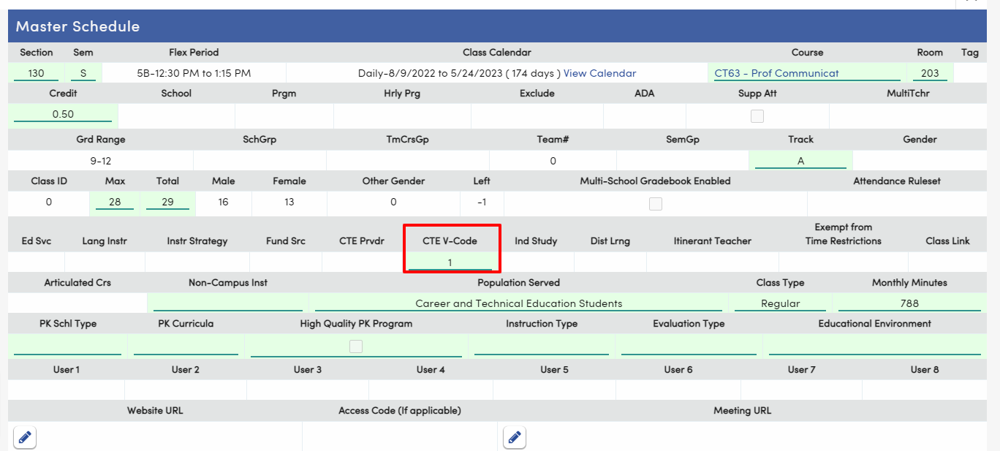 Master Schedule
Section Sem Flex Period Class Calendar Course Room Tag
130 S 5B-12:30 PM to 1:15 PM Daily-8/9/2022 to 5/24/2023 ( 174 days ) View Calendar CT63 - Prof Communicat 203
Credit School Prgm Hrly Prg Exclude ADA Supp Att MultiTchr
0.50
Grd Range SchGrp TmCrsGp Team# SemGp Track Gender
9-12 0 A
Class ID Max Total Male Female Other Gender Left Multi-School Gradebook Enabled Attendance Ruleset
0 28 29 16 13 0 -1
Ed Svc Lang Instr Instr Strategy Fund Src CTE Prvdr CTE V-Code Ind Study Dist Lrng Itinerant Teacher Exempt from
Time Restrictions Class Link
1
Articulated Crs Non-Campus Inst Population Served Class Type Monthly Minutes
Career and Technical Education Students Regular 788
PK Schl Type PK Curricula High Quality PK Program Instruction Type Evaluation Type Educational Environment
User 1 User 2 User 3 User 4 User 5 User 6 User 7 User 8
Website URL Access Code (If applicable) Meeting URL